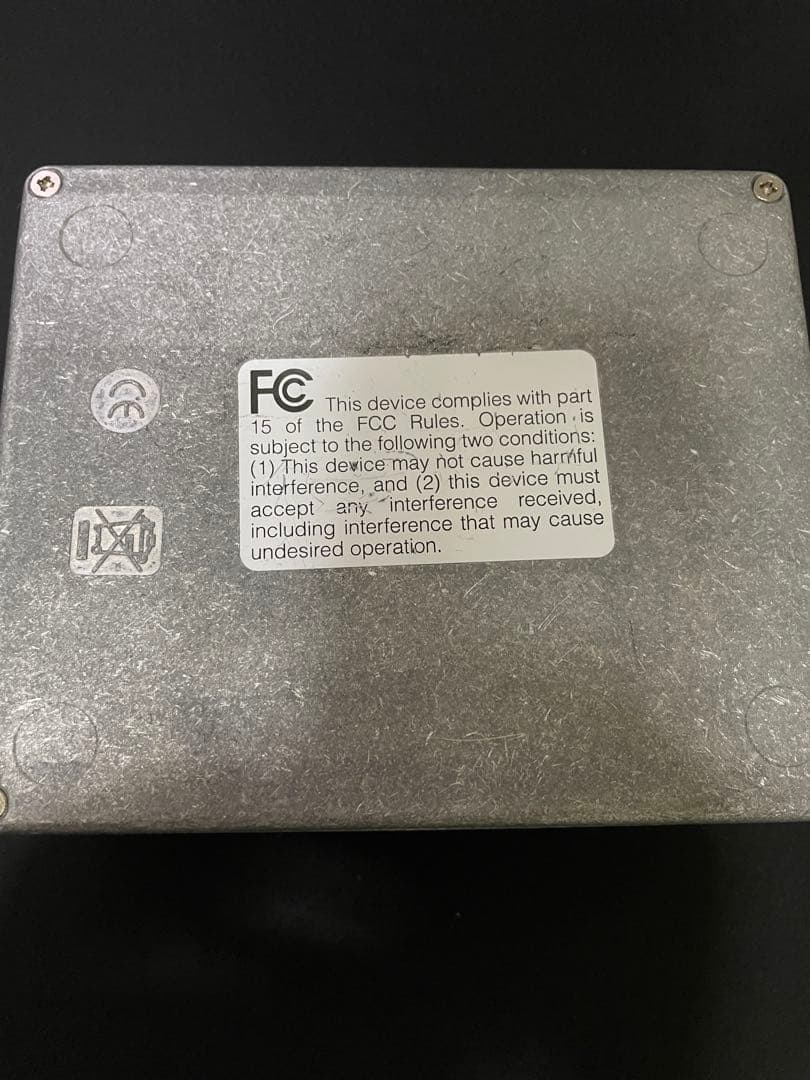 FC This device complies with part
15 of the FCC Rules. Operation is
subject to the following two conditions:
(1) This device may not cause harmful
interference, and (2) this device must
accept any interference received,
including interference that may cause
undesired operation.
CE